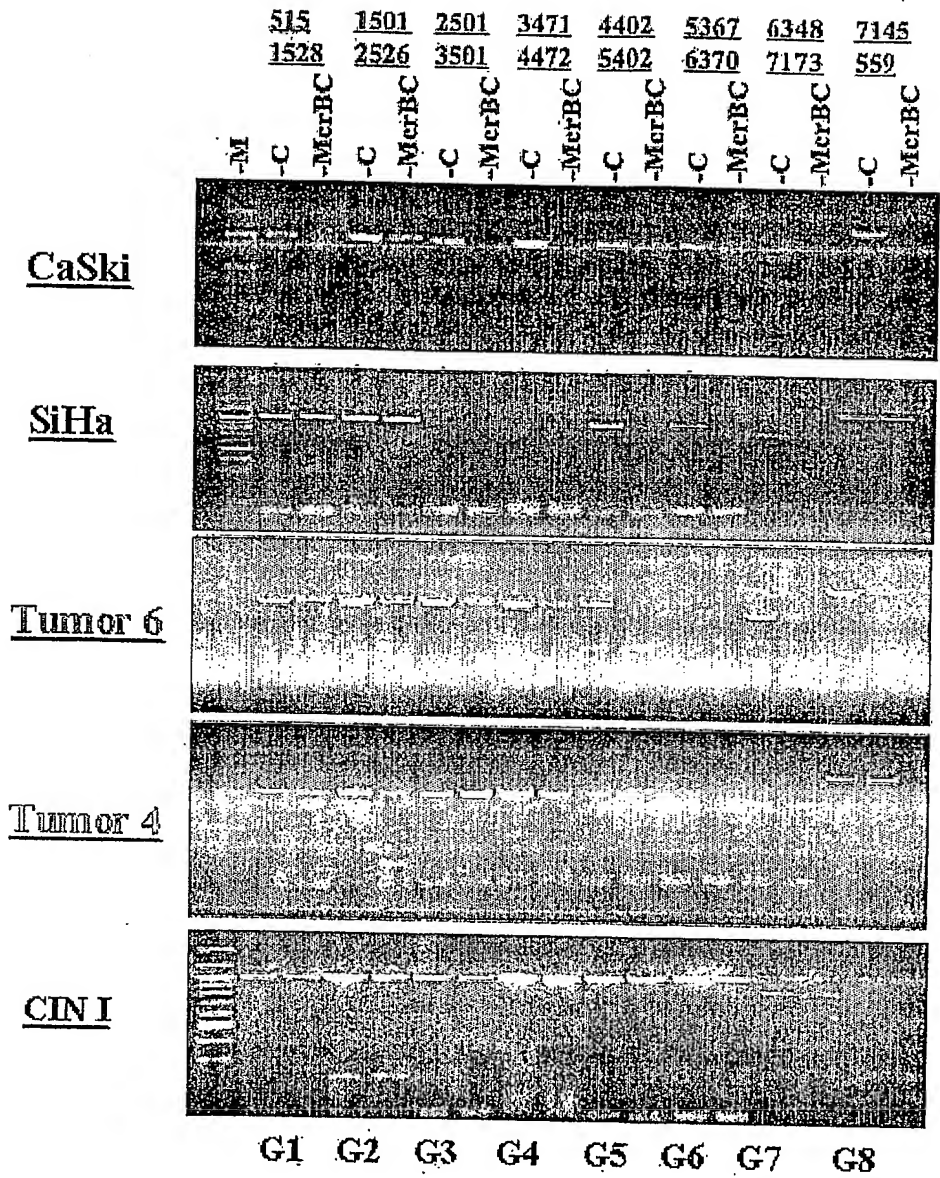 515 1501 2501 3471 4402 5367 6348 7145
1528 2526 3501 4472 5402 6370 7173 559
-M -C -McrBC -C -McrBC -C -McrBC -C -McrBC -C -McrBC -C -McrBC -C -McrBC -C -McrBC
CaSki
SiHa
Tumor 6
Tumor 4
CIN I
G1 G2 G3 G4 G5 G6 G7 G8